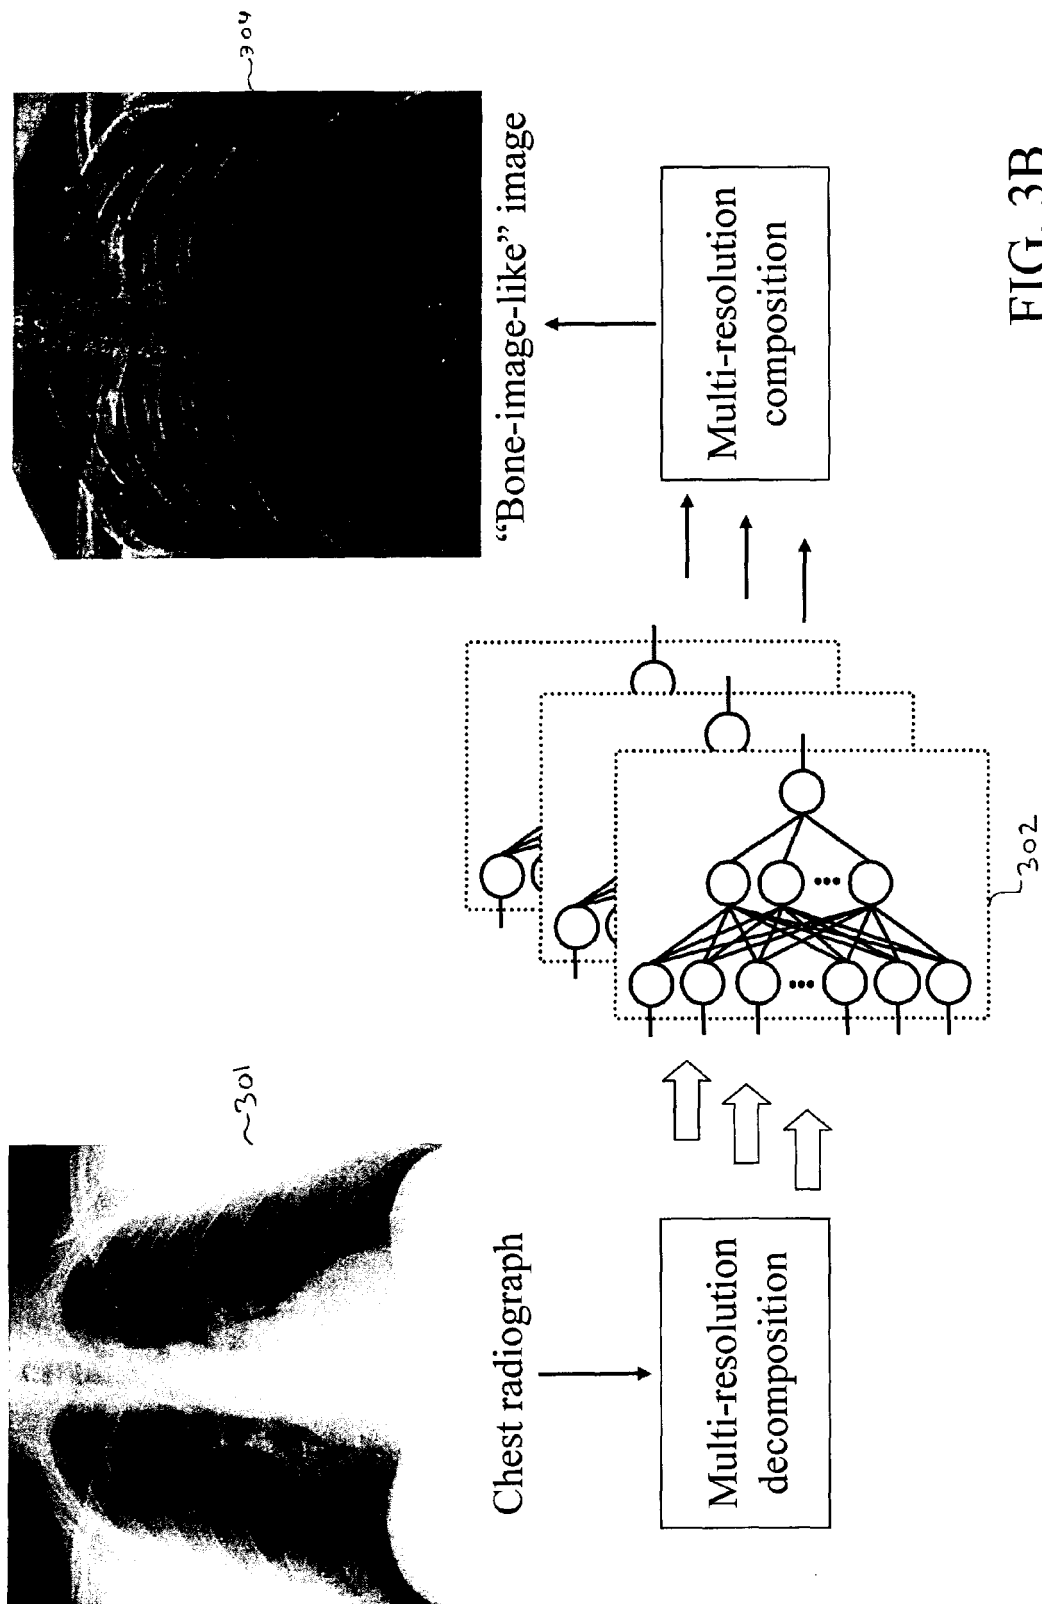 ~301
Chest radiograph
Multi-resolution
decomposition
302
~304
“Bone-image-like” image
Multi-resolution
composition
FIG. 3B